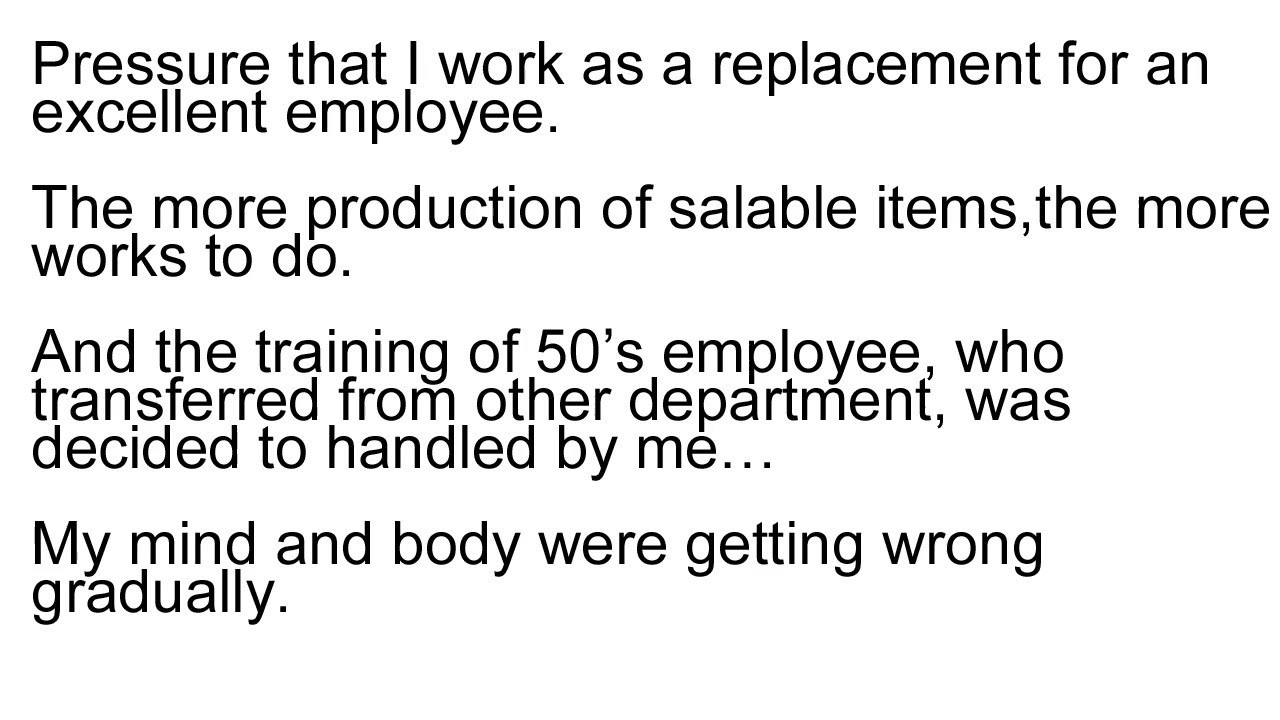 Pressure that I work as a replacement for an
excellent employee.
The more production of salable items,the more
works to do.
And the training of 50’s employee, who
transferred from other department, was
decided to handled by me…
My mind and body were getting wrong
gradually.